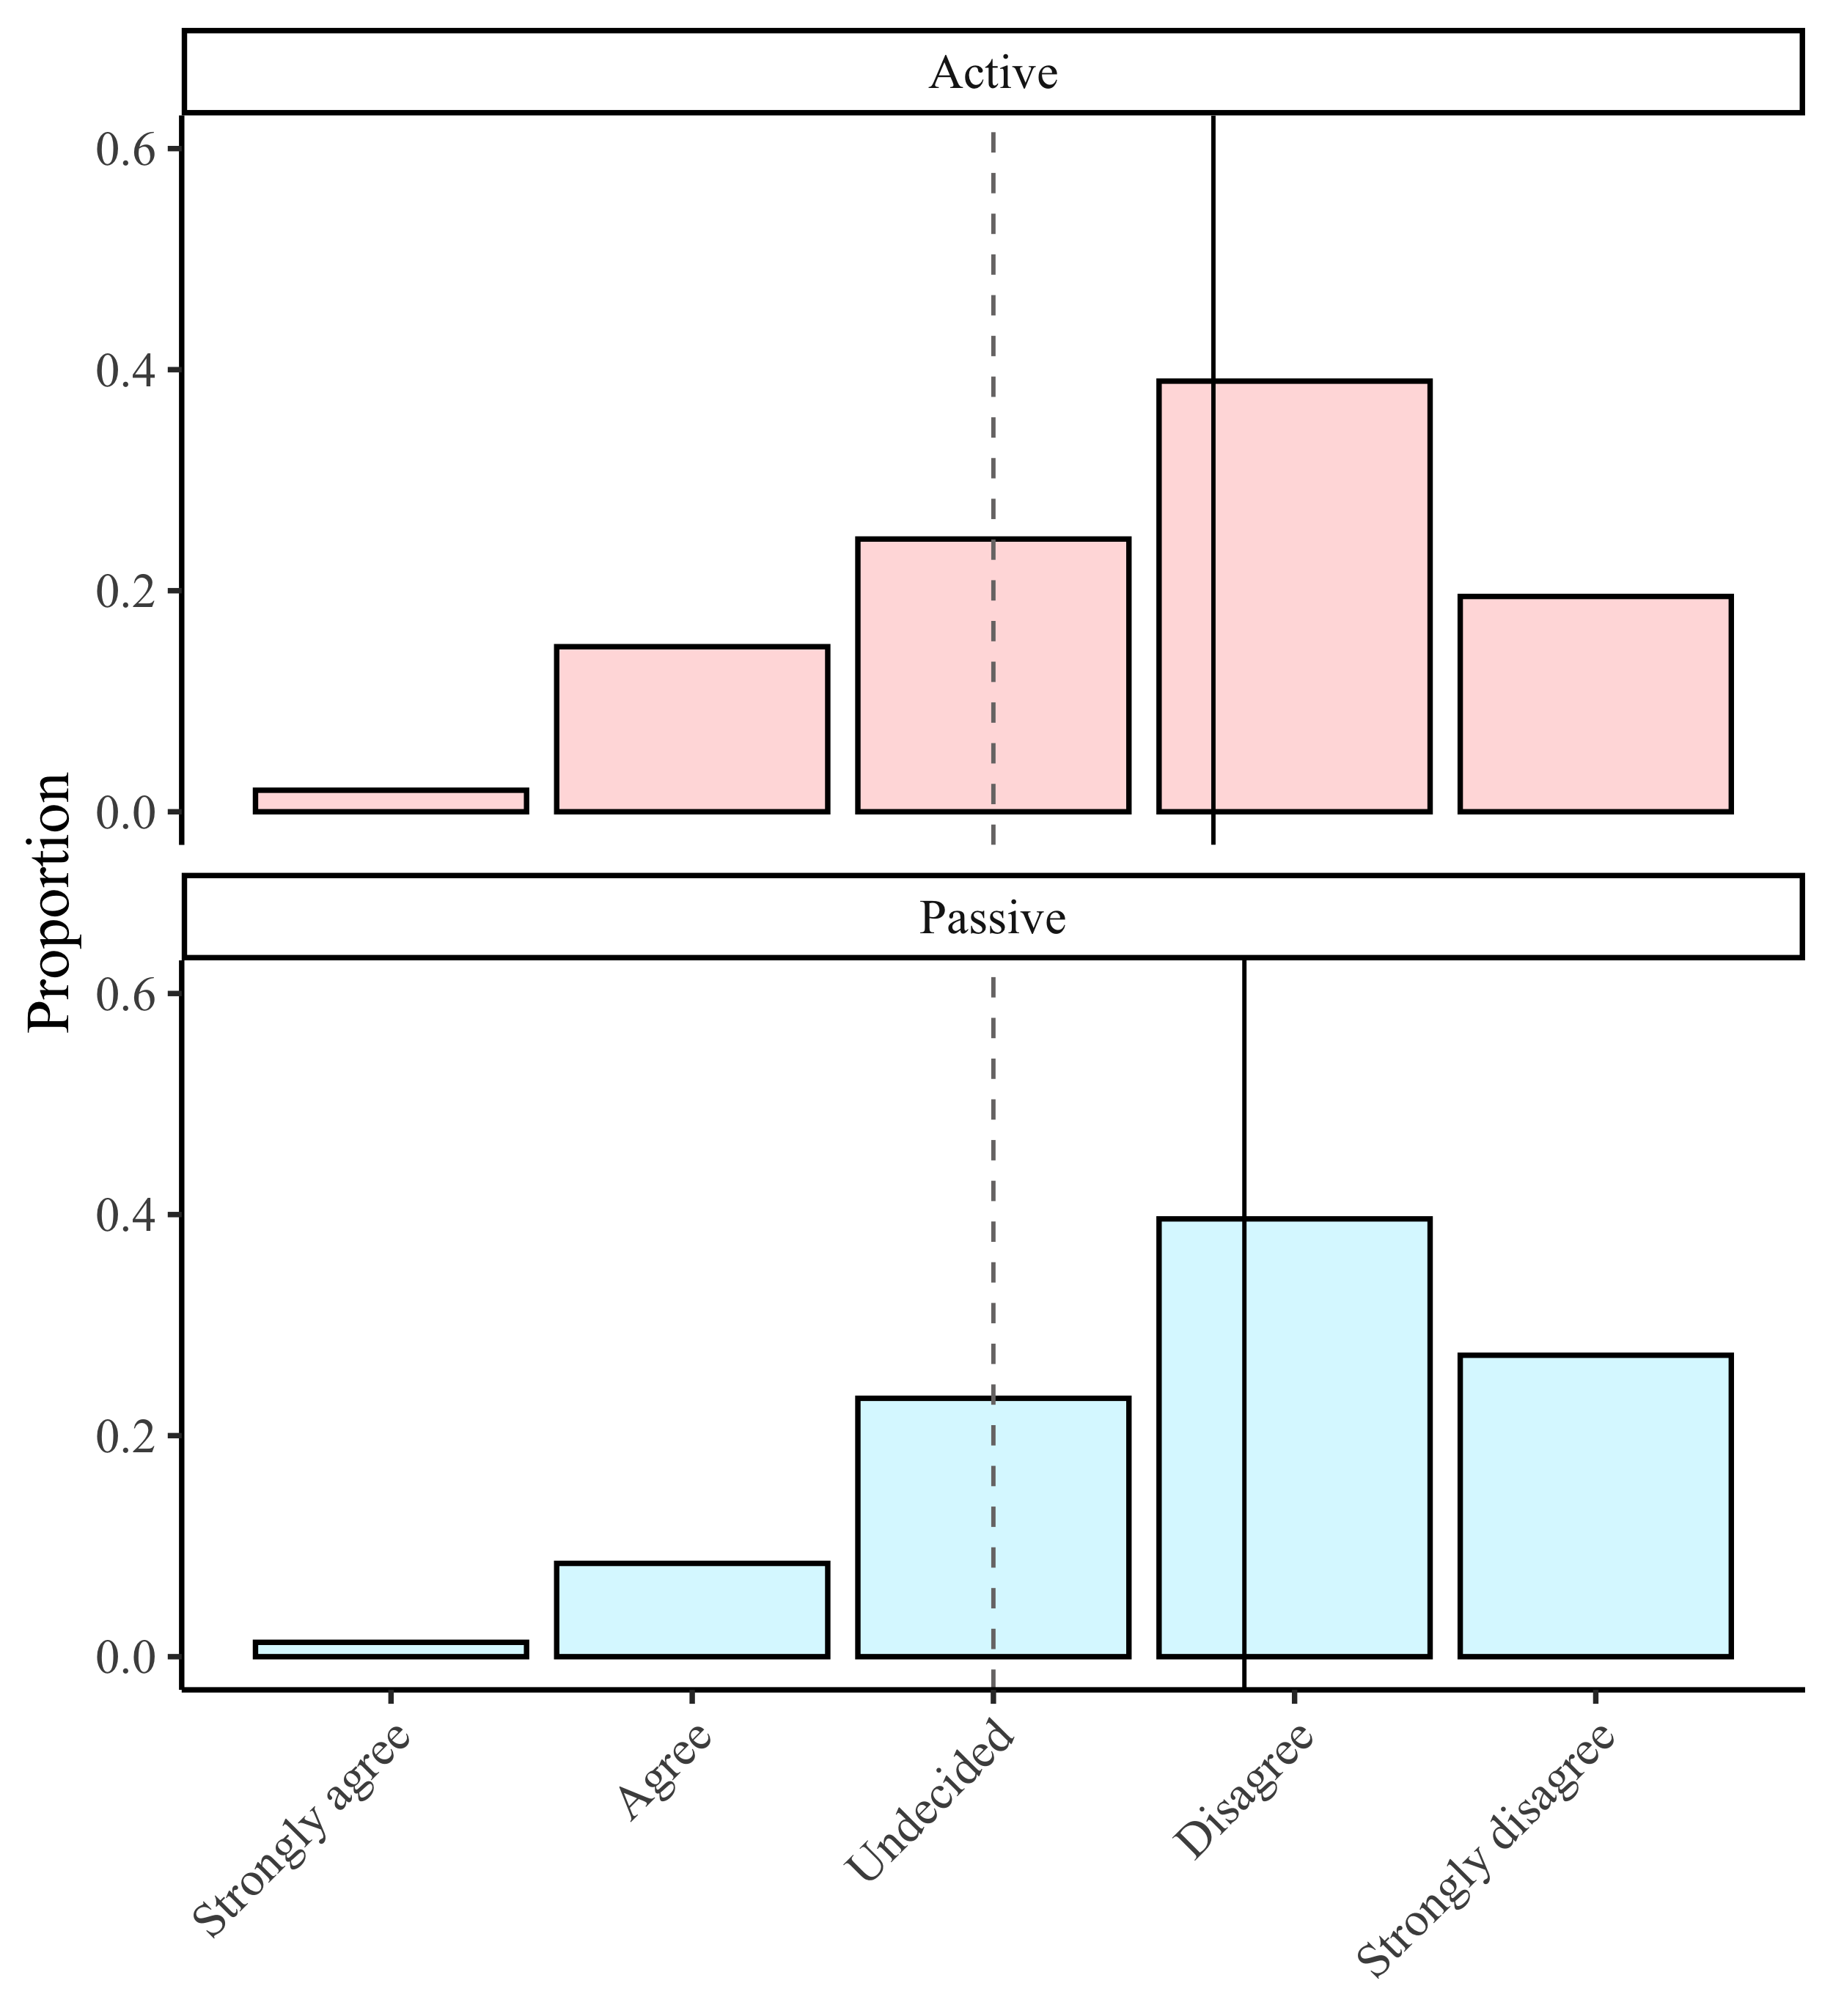 Active
0.6
0.4
0.2
0.0
Proportion
Passive
0.6
0.4
0.2
0.0
Strongly agree
Agree
Undecided
Disagree
Strongly disagree